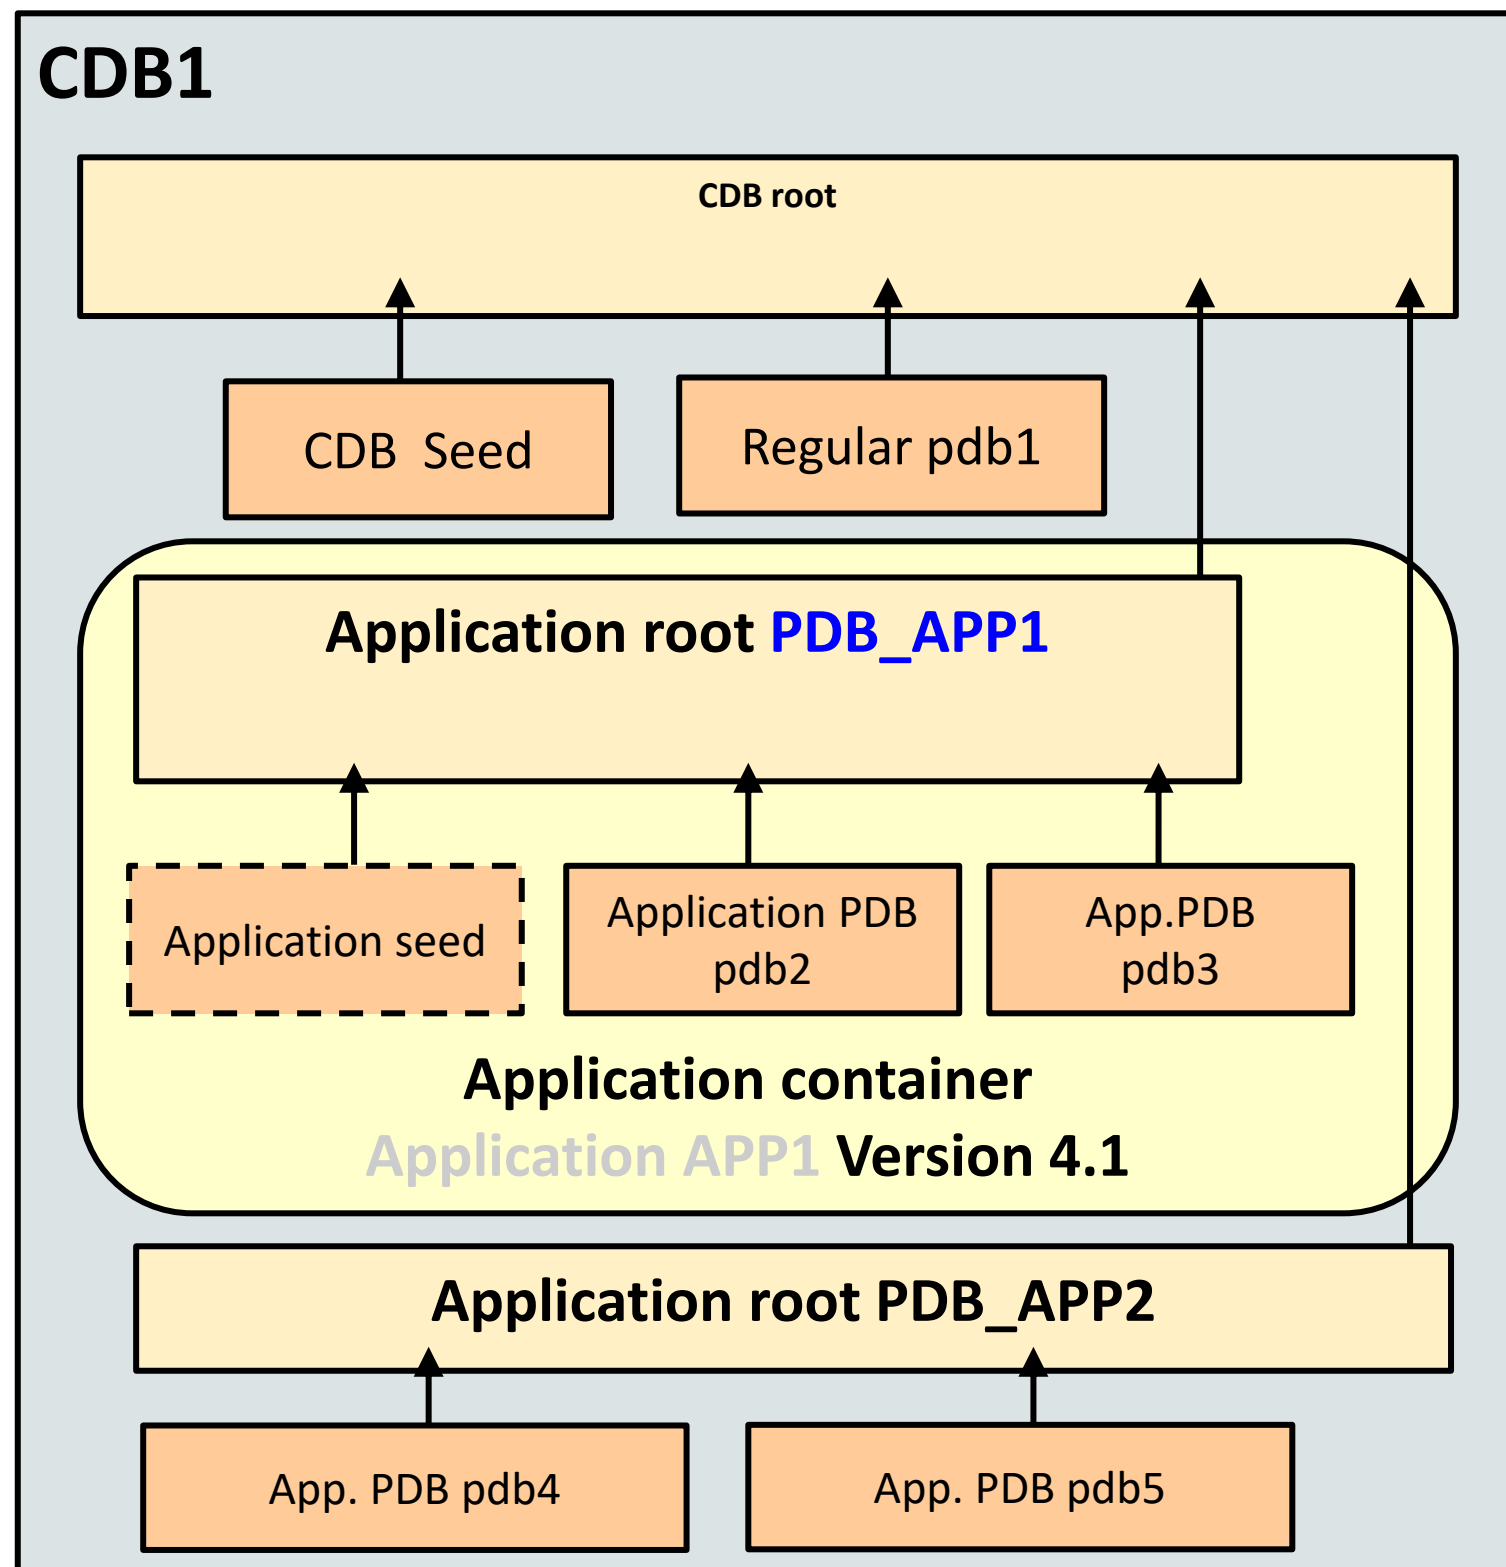 CDB1
CDB root
CDB Seed
Regular pdb1
Application root PDB_APP1
Application seed
Application PDB
pdb2
App.PDB
pdb3
Application container
Application APP1 Version 4.1
Application root PDB_APP2
App. PDB pdb4
App. PDB pdb5